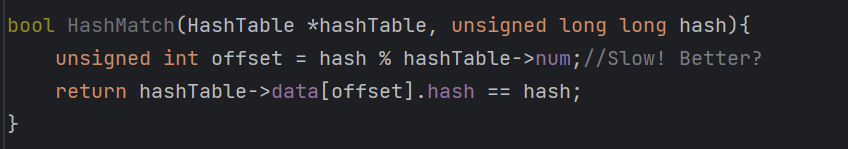 bool HashMatch(HashTable *hashTable, unsigned long long hash){
    unsigned int offset = hash % hashTable->num;//Slow! Better?
    return hashTable->data[offset].hash == hash;
}